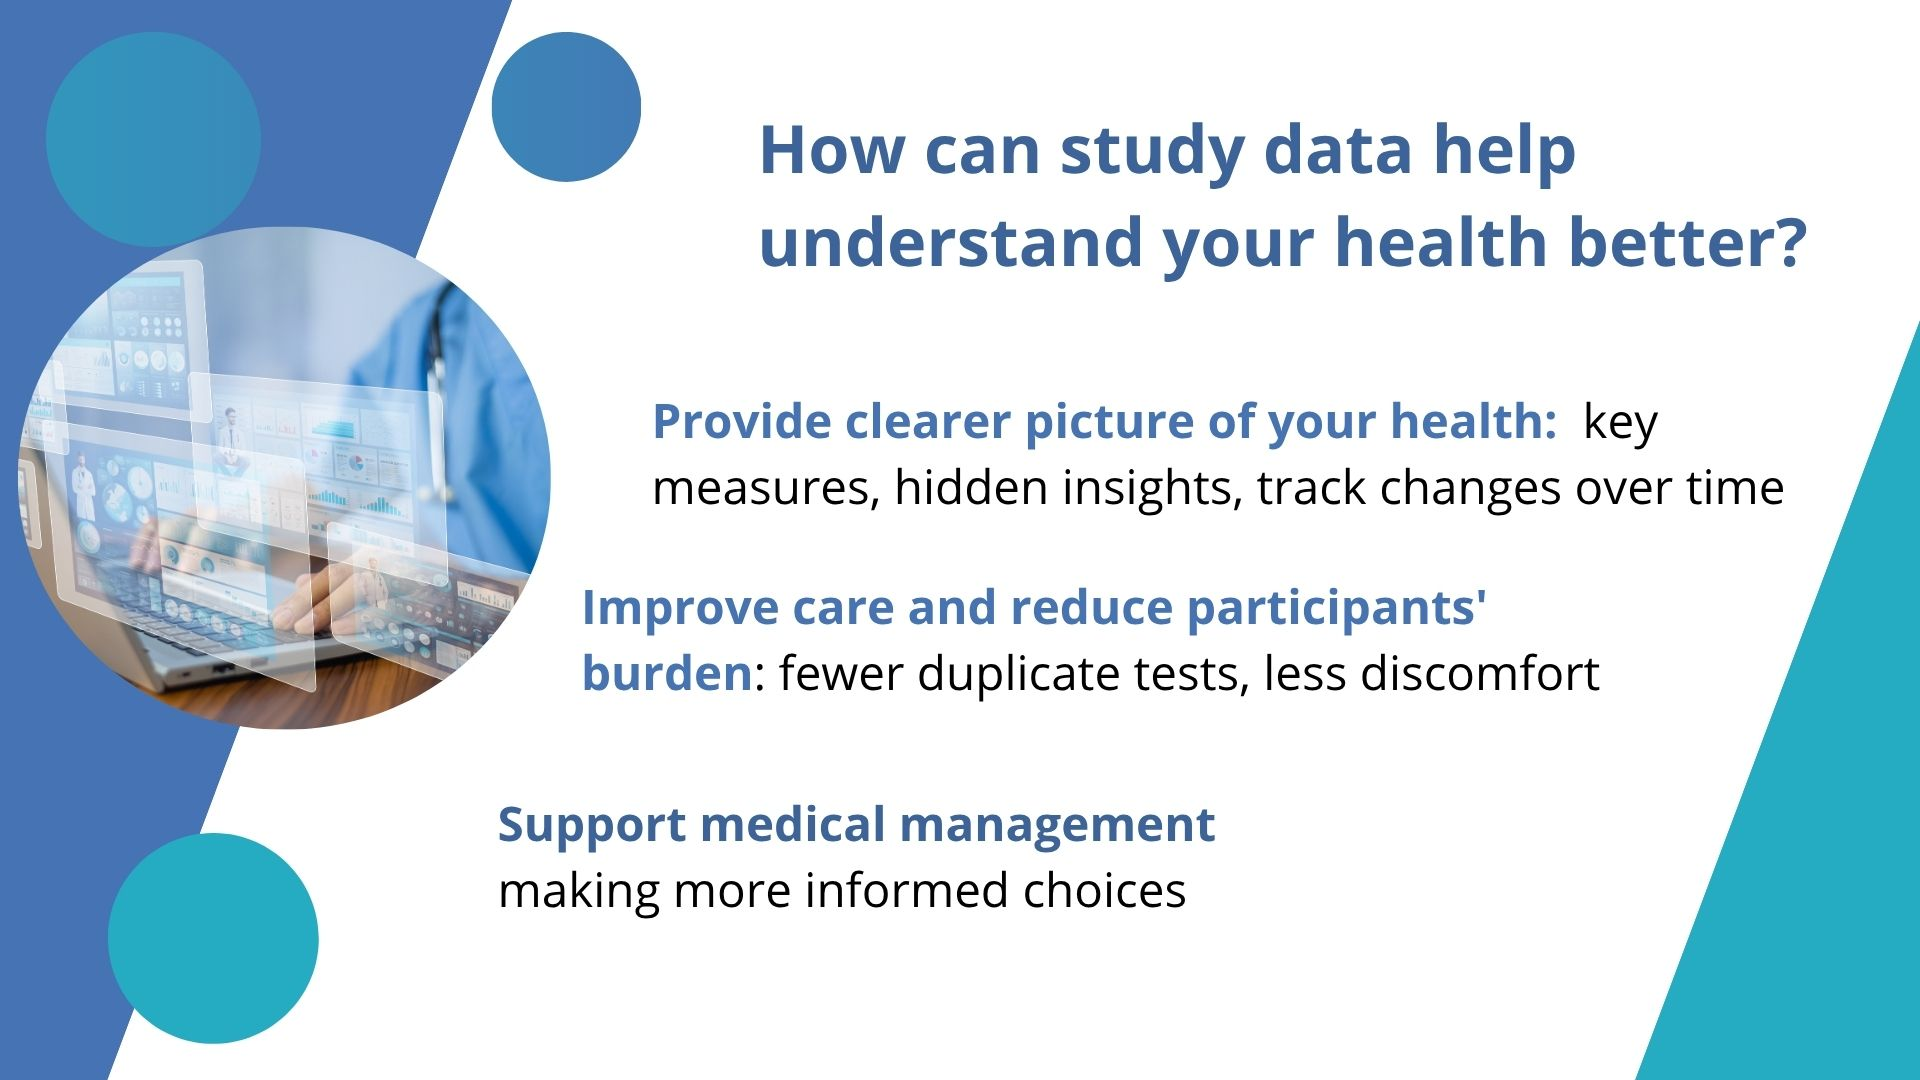 How can study data help
understand your health better?
Provide clearer picture of your health:  key
measures, hidden insights, track changes over time
Improve care and reduce participants'
burden: fewer duplicate tests, less discomfort
Support medical management
making more informed choices